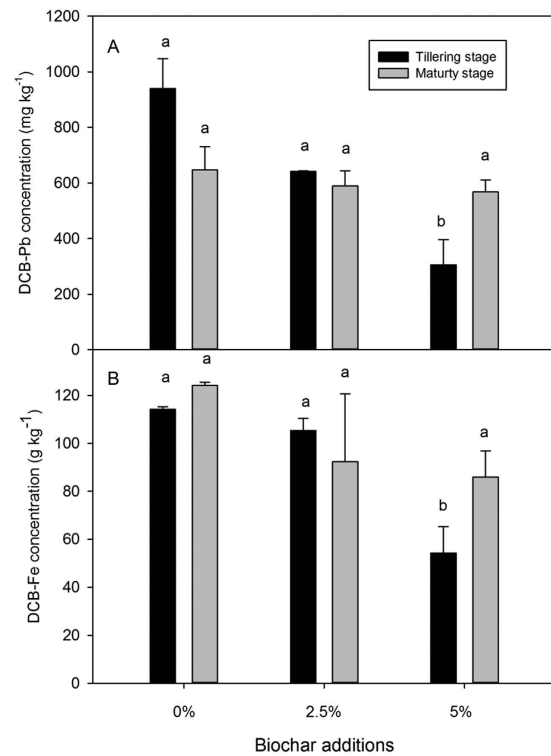 A
Tillering stage
Maturty stage
DCB-Pb concentration (mg kg⁻¹)
1200
1000
800
600
400
200
0
a
a
a
a
b
a
B
DCB-Fe concentration (g kg⁻¹)
120
100
80
60
40
20
0
a
a
a
a
b
a
0%
2.5%
5%
Biochar additions